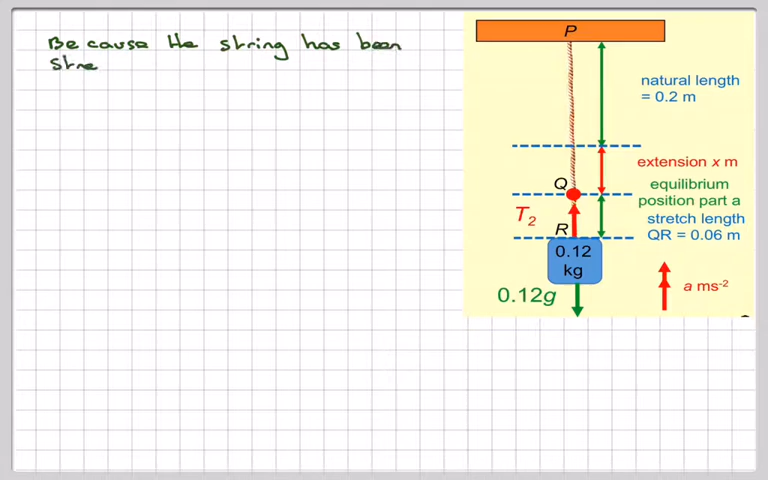 Because the string has been
stre
P
natural length
= 0.2 m
extension x m
Q
equilibrium
position part a
T2
stretch length
R
QR = 0.06 m
0.12
kg
a ms-2
0.12g